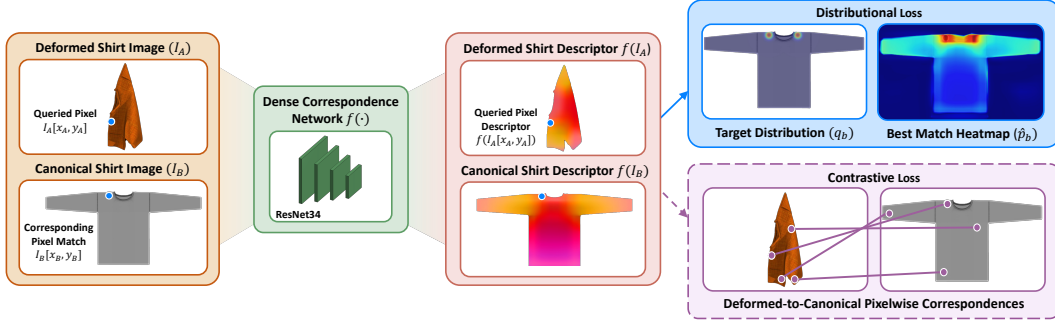 Deformed Shirt Image (I_A)
Queried Pixel
I_A[x_A, y_A]
Canonical Shirt Image (I_B)
Corresponding
Pixel Match
I_B[x_B, y_B]
Dense Correspondence
Network f(·)
ResNet34
Deformed Shirt Descriptor f(I_A)
Queried Pixel
Descriptor
f(I_A[x_A, y_A])
Canonical Shirt Descriptor f(I_B)
Distributional Loss
Target Distribution (q_b)
Best Match Heatmap (p̂_b)
Contrastive Loss
Deformed-to-Canonical Pixelwise Correspondences